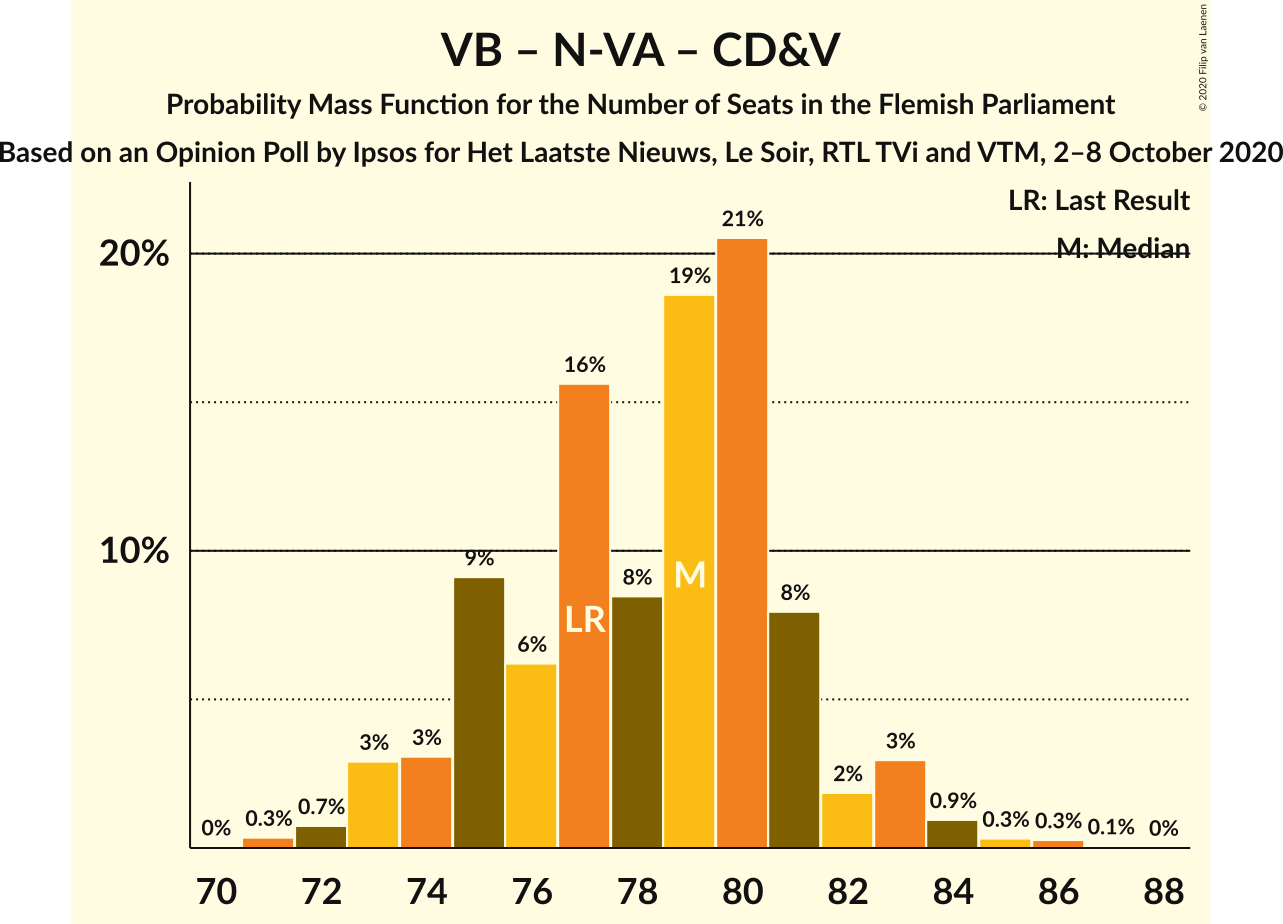 VB – N-VA – CD&V
© 2020 Filip van Laenen
Probability Mass Function for the Number of Seats in the Flemish Parliament
Based on an Opinion Poll by Ipsos for Het Laatste Nieuws, Le Soir, RTL TVi and VTM, 2–8 October 2020
LR: Last Result
M: Median
20%
10%
0%
0.3%
0.7%
3%
3%
9%
6%
16%
8%
19%
21%
8%
2%
3%
0.9%
0.3%
0.3%
0.1%
0%
LR
M
70 72 74 76 78 80 82 84 86 88